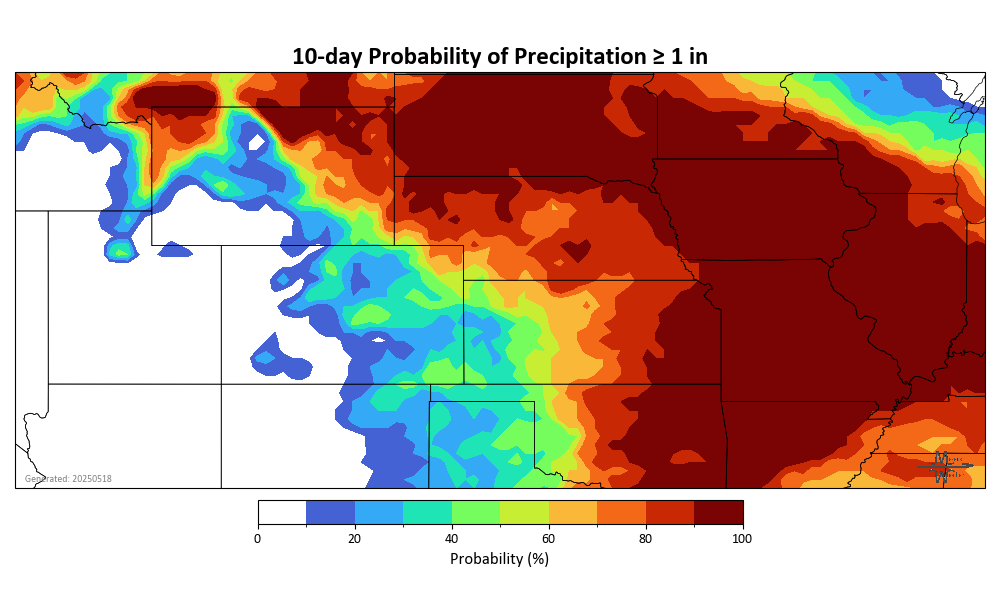 10-day Probability of Precipitation ≥ 1 in
Generated: 20250518
0 20 40 60 80 100
Probability (%)